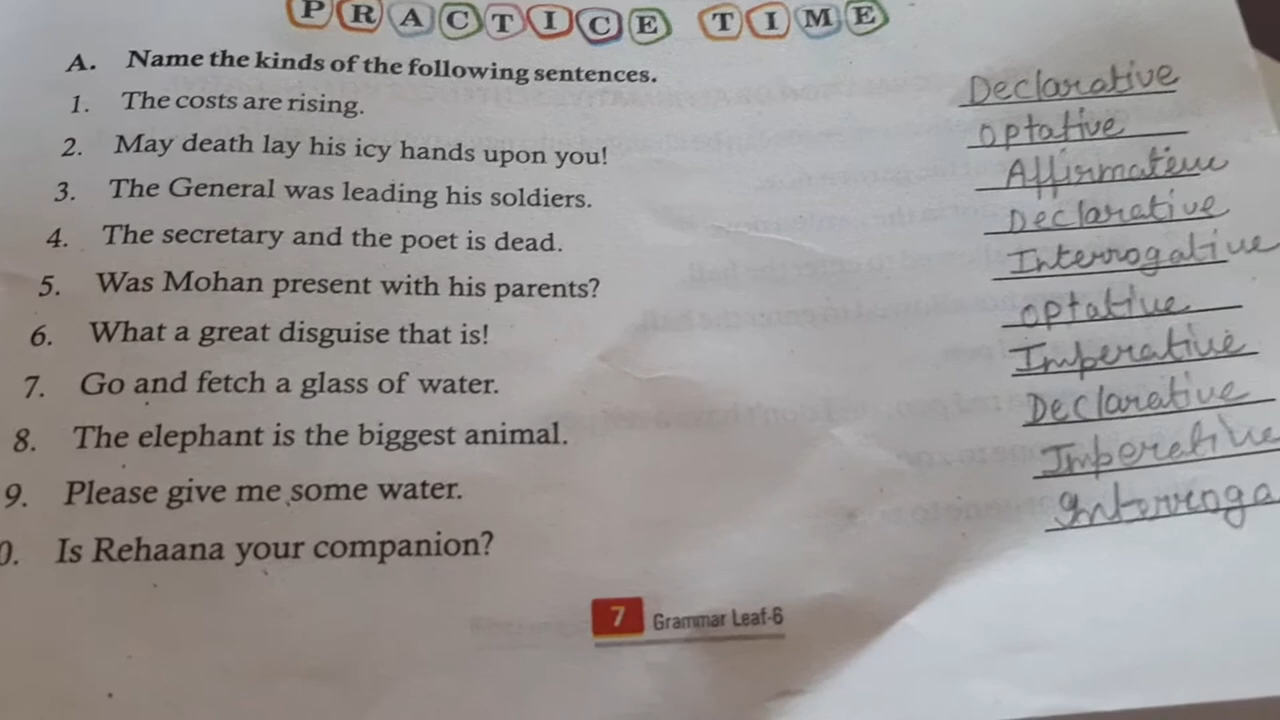 PRACTICE TIME
A. Name the kinds of the following sentences.
1. The costs are rising. Declarative
2. May death lay his icy hands upon you! optative
3. The General was leading his soldiers. Affirmative
4. The secretary and the poet is dead. Declarative
5. Was Mohan present with his parents? Interrogative
6. What a great disguise that is! optative
7. Go and fetch a glass of water. Imperative
8. The elephant is the biggest animal. Declarative
9. Please give me some water. Imperative
0. Is Rehaana your companion? Interroga
7 Grammar Leaf-6